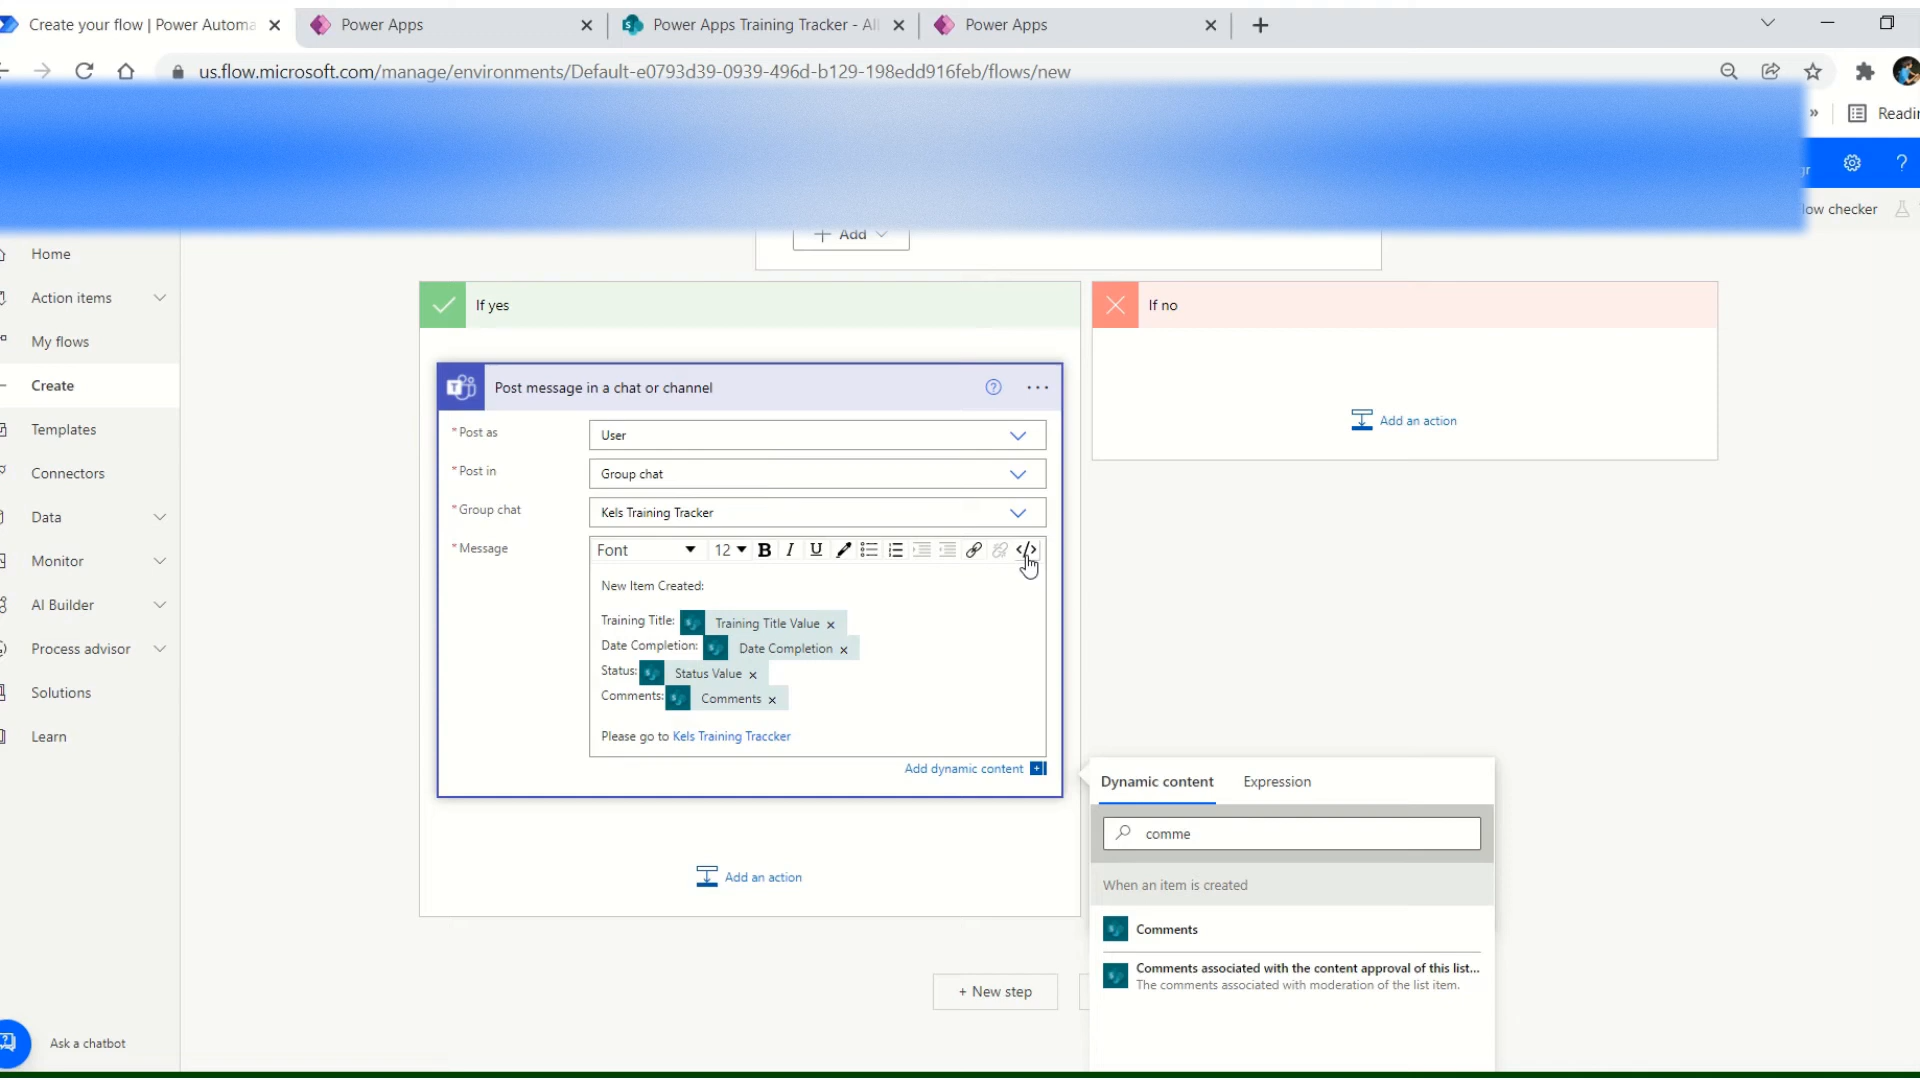 Create your flow | Power Automa
Power Apps
Power Apps Training Tracker - All
Power Apps
us.flow.microsoft.com/manage/environments/Default-e0793d39-0939-496d-b129-198edd916feb/flows/new
»
Readin
?
gr
low checker
Home
Action items
My flows
Create
Templates
Connectors
Data
Monitor
AI Builder
Process advisor
Solutions
Learn
Ask a chatbot
+ Add
If yes
If no
Add an action
Post message in a chat or channel
* Post as
User
* Post in
Group chat
* Group chat
Kels Training Tracker
* Message
Font 12 B I U </>
New Item Created:
Training Title: Training Title Value ×
Date Completion: Date Completion ×
Status: Status Value ×
Comments: Comments ×
Please go to Kels Training Traccker
Add dynamic content
Add an action
+ New step
Dynamic content Expression
comme
When an item is created
Comments
Comments associated with the content approval of this list...
The comments associated with moderation of the list item.